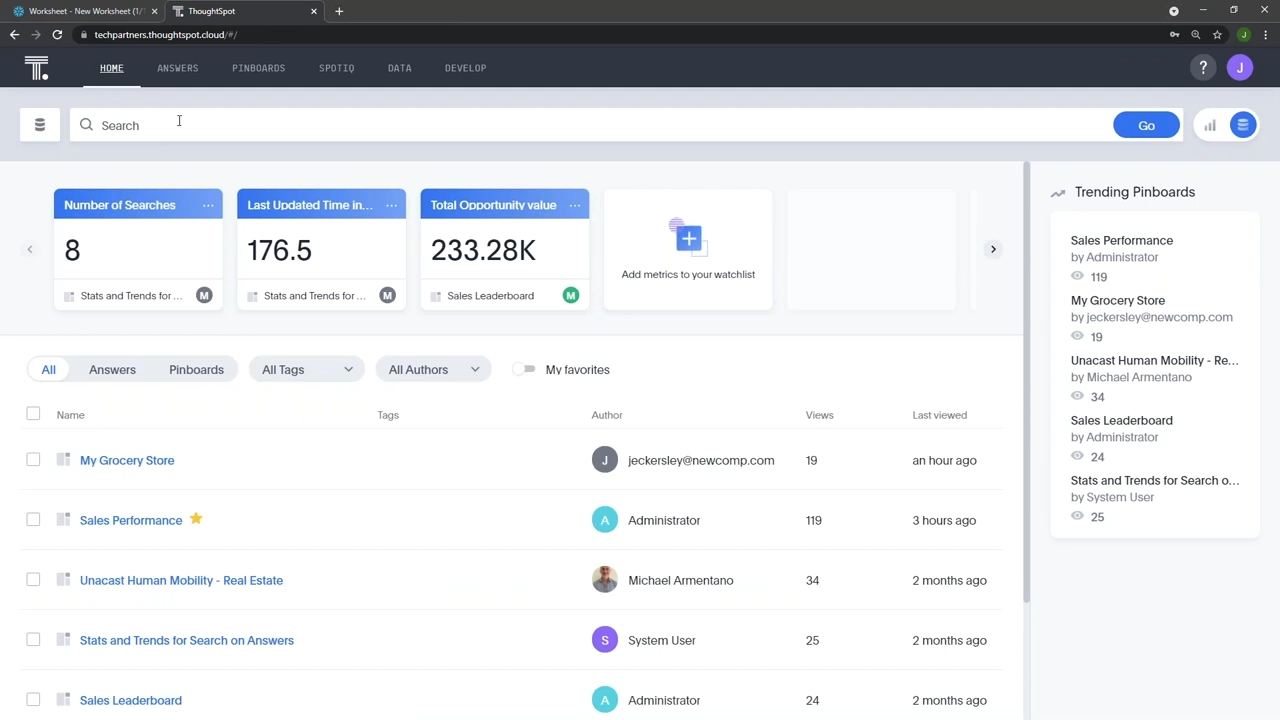 Worksheet - New Worksheet (1/1
ThoughtSpot
techpartners.thoughtspot.cloud/#/
J
T.
HOME
ANSWERS
PINBOARDS
SPOTIQ
DATA
DEVELOP
?
J
Search
Go
Number of Searches ...
8
Stats and Trends for ... M
Last Updated Time in... ...
176.5
Stats and Trends for ... M
Total Opportunity value ...
233.28K
Sales Leaderboard M
Add metrics to your watchlist
Trending Pinboards
Sales Performance
by Administrator
119
My Grocery Store
by jeckersley@newcomp.com
19
Unacast Human Mobility - Re...
by Michael Armentano
34
Sales Leaderboard
by Administrator
24
Stats and Trends for Search o...
by System User
25
All
Answers
Pinboards
All Tags
All Authors
My favorites
Name Tags Author Views Last viewed
My Grocery Store J jeckersley@newcomp.com 19 an hour ago
Sales Performance A Administrator 119 3 hours ago
Unacast Human Mobility - Real Estate Michael Armentano 34 2 months ago
Stats and Trends for Search on Answers S System User 25 2 months ago
Sales Leaderboard A Administrator 24 2 months ago